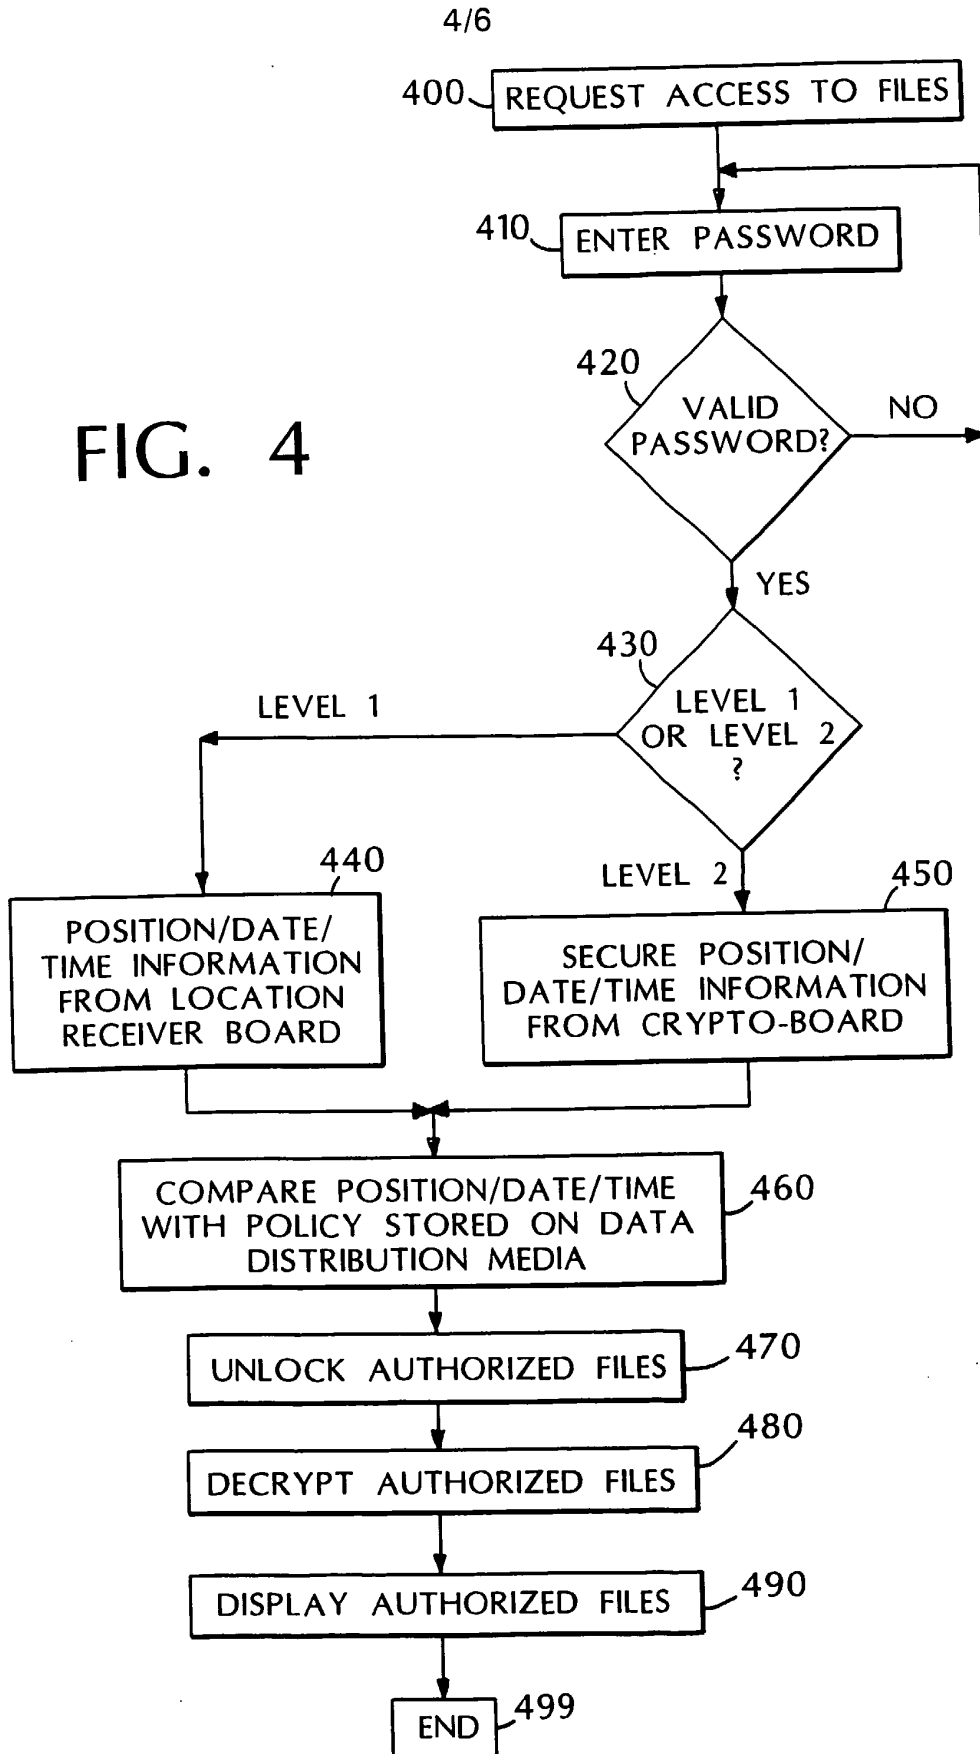 4/6
400
REQUEST ACCESS TO FILES
410
ENTER PASSWORD
420
VALID
PASSWORD?
NO
FIG. 4
YES
430
LEVEL 1
LEVEL 1
OR LEVEL 2
?
440
LEVEL 2
450
POSITION/DATE/
TIME INFORMATION
FROM LOCATION
RECEIVER BOARD
SECURE POSITION/
DATE/TIME INFORMATION
FROM CRYPTO-BOARD
COMPARE POSITION/DATE/TIME
WITH POLICY STORED ON DATA
DISTRIBUTION MEDIA
460
UNLOCK AUTHORIZED FILES
470
DECRYPT AUTHORIZED FILES
480
DISPLAY AUTHORIZED FILES
490
END
499